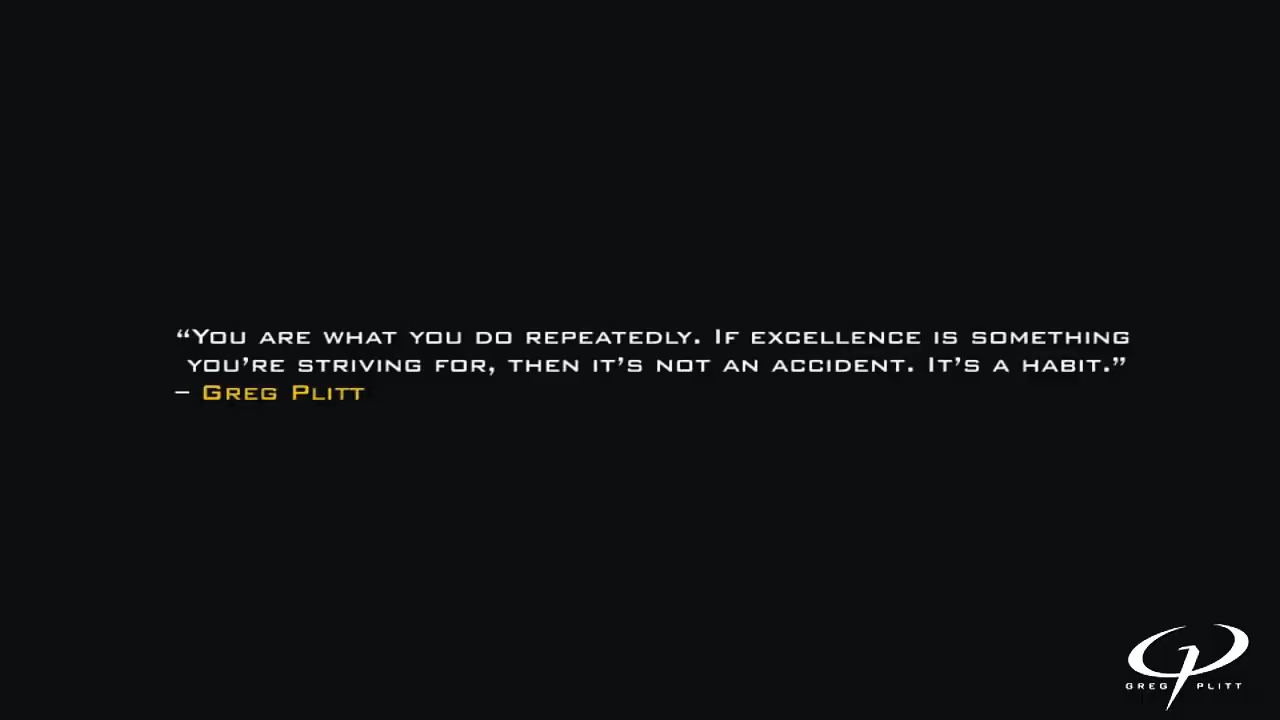 “You are what you do repeatedly. If excellence is something
you’re striving for, then it’s not an accident. It’s a habit.”
– Greg Plitt
GREG PLITT